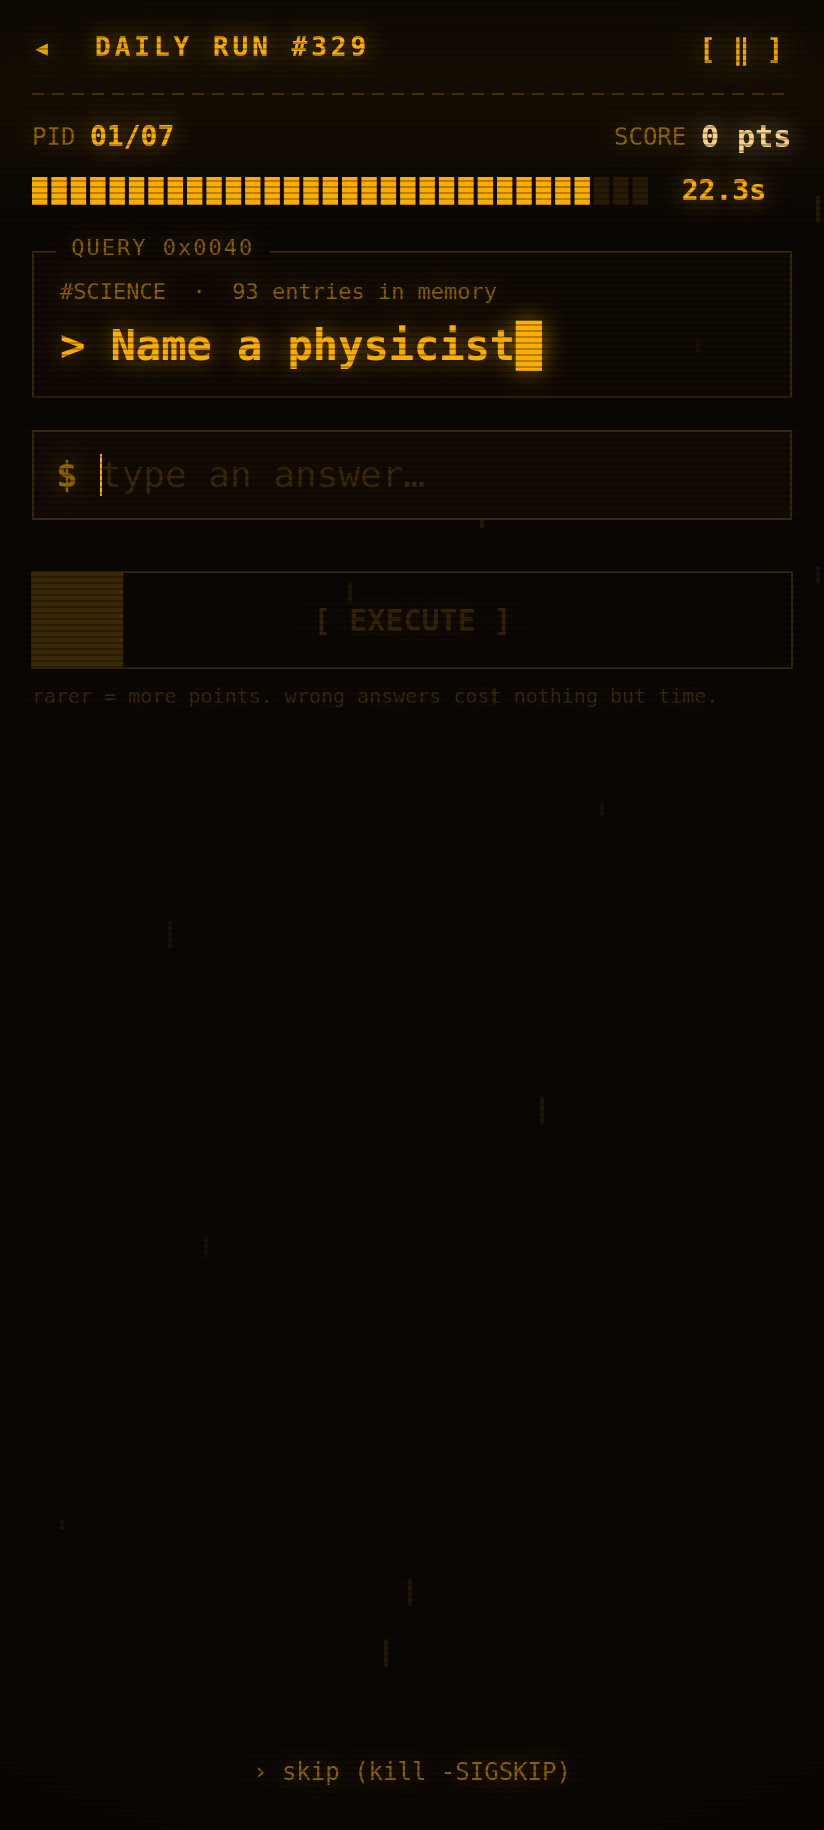 ◂ DAILY RUN #329 [ ‖ ]
PID 01/07 SCORE 0 pts
22.3s
QUERY 0x0040
#SCIENCE · 93 entries in memory
> Name a physicist
$ type an answer…
[ EXECUTE ]
rarer = more points. wrong answers cost nothing but time.
› skip (kill -SIGSKIP)